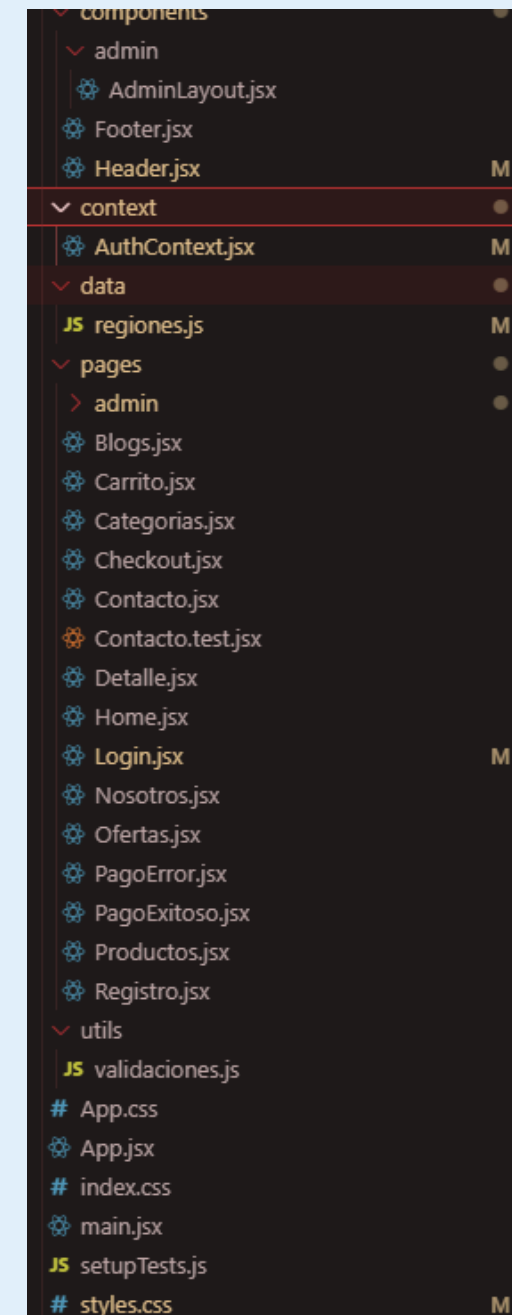 components
admin
AdminLayout.jsx
Footer.jsx
Header.jsx M
context
AuthContext.jsx M
data
JS regiones.js M
pages
admin
Blogs.jsx
Carrito.jsx
Categorias.jsx
Checkout.jsx
Contacto.jsx
Contacto.test.jsx
Detalle.jsx
Home.jsx
Login.jsx M
Nosotros.jsx
Ofertas.jsx
PagoError.jsx
PagoExitoso.jsx
Productos.jsx
Registro.jsx
utils
JS validaciones.js
# App.css
App.jsx
# index.css
main.jsx
JS setupTests.js
# styles.css M